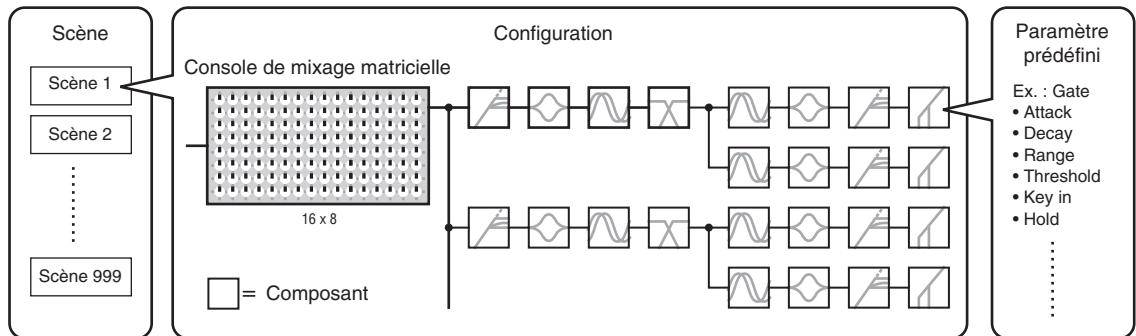 Scène
Scène 1
Scène 2
Scène 999
Configuration
Console de mixage matricielle
16 x 8
= Composant
Paramètre
prédéfini
Ex. : Gate
• Attack
• Decay
• Range
• Threshold
• Key in
• Hold